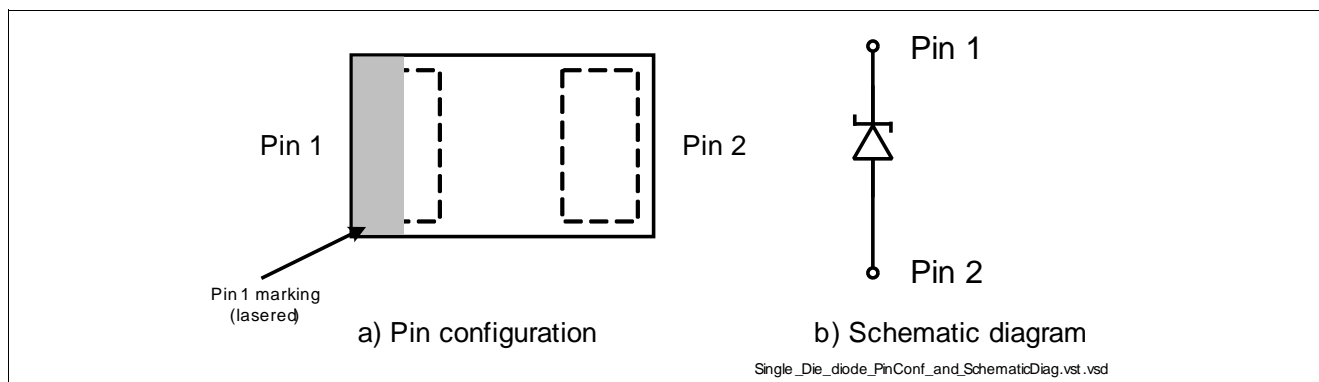 Pin 1
Pin 2
Pin 1 marking
(lasered)
a) Pin configuration
Pin 1
Pin 2
b) Schematic diagram
Single_Die_diode_PinConf_and_SchematicDiag.vst.vsd